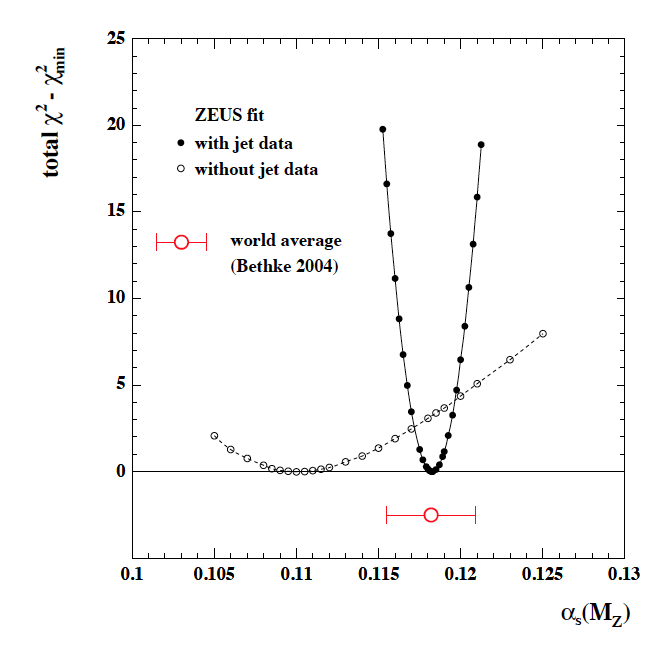 total χ² - χ²min
25
20
15
10
5
0
ZEUS fit
with jet data
without jet data
world average
(Bethke 2004)
0.1 0.105 0.11 0.115 0.12 0.125 0.13
αs(MZ)